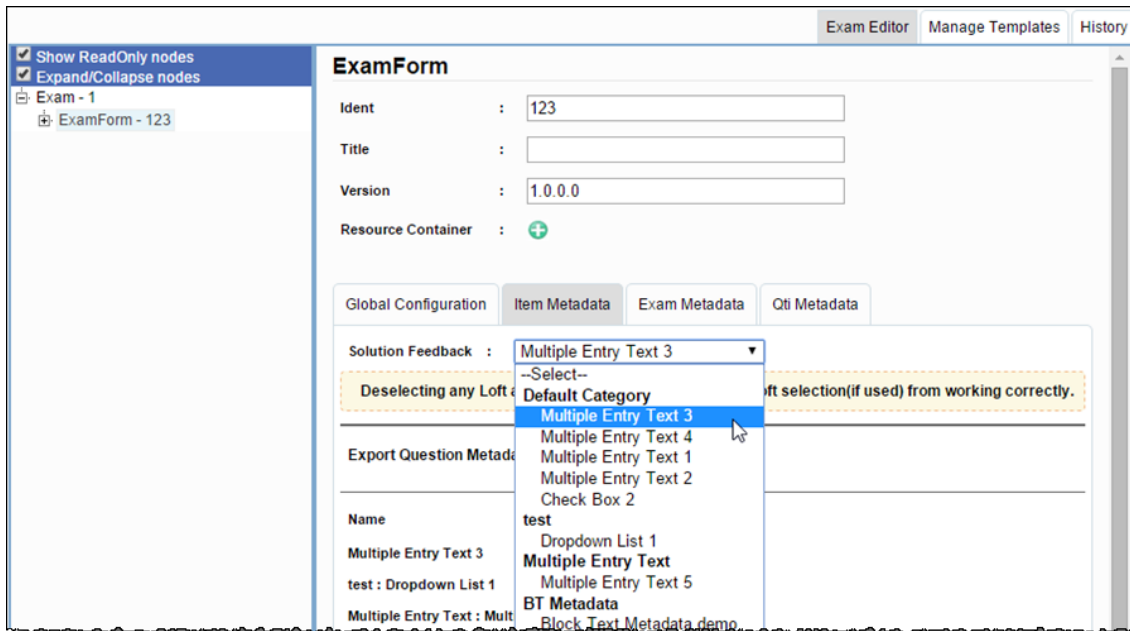 Exam Editor Manage Templates History
Show ReadOnly nodes
Expand/Collapse nodes
Exam - 1
ExamForm - 123
ExamForm
Ident : 123
Title :
Version : 1.0.0.0
Resource Container :
Global Configuration Item Metadata Exam Metadata Qti Metadata
Solution Feedback : Multiple Entry Text 3
--Select--
Deselecting any Loft oft selection(if used) from working correctly.
Default Category
Multiple Entry Text 3
Multiple Entry Text 4
Export Question Metada
Multiple Entry Text 1
Multiple Entry Text 2
Check Box 2
Name
test
Dropdown List 1
Multiple Entry Text 3
Multiple Entry Text
test : Dropdown List 1
Multiple Entry Text 5
BT Metadata
Multiple Entry Text : Mult
Block Text Metadata demo